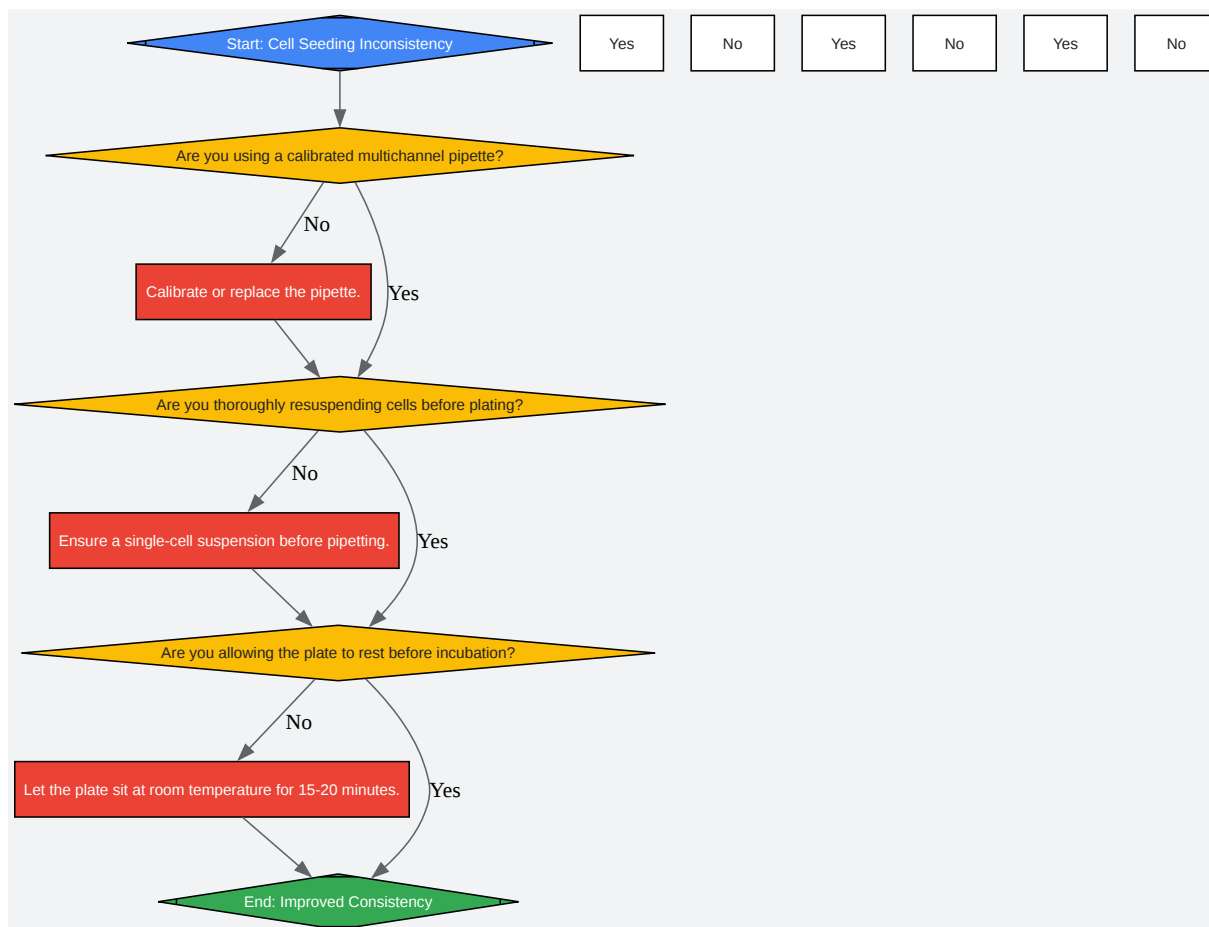 Start: Cell Seeding Inconsistency
Yes
No
Yes
No
Yes
No
Are you using a calibrated multichannel pipette?
No
Calibrate or replace the pipette.
Yes
Are you thoroughly resuspending cells before plating?
No
Ensure a single-cell suspension before pipetting.
Yes
Are you allowing the plate to rest before incubation?
No
Let the plate sit at room temperature for 15-20 minutes.
Yes
End: Improved Consistency